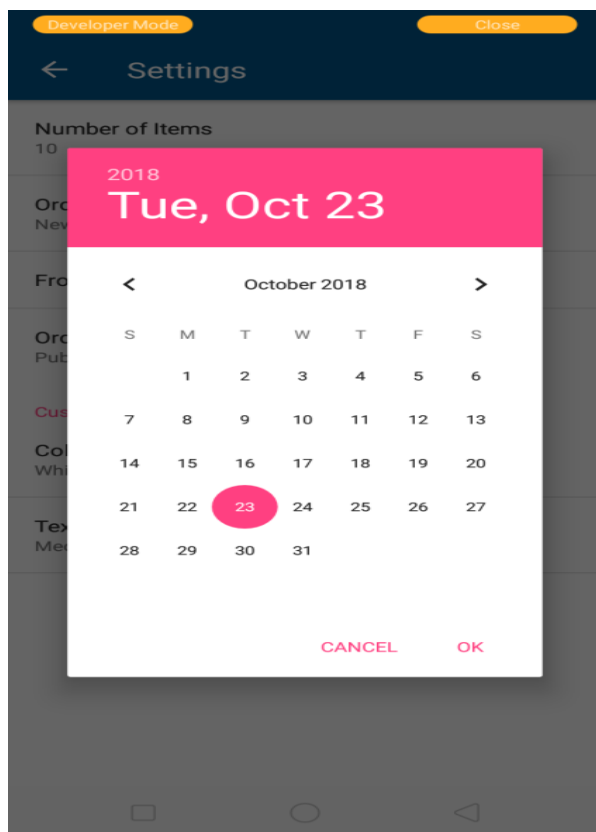 Developer Mode Close
Settings
Number of Items
10
2018
Tue, Oct 23
October 2018
S M T W T F S
1 2 3 4 5 6
7 8 9 10 11 12 13
14 15 16 17 18 19 20
21 22 23 24 25 26 27
28 29 30 31
CANCEL OK